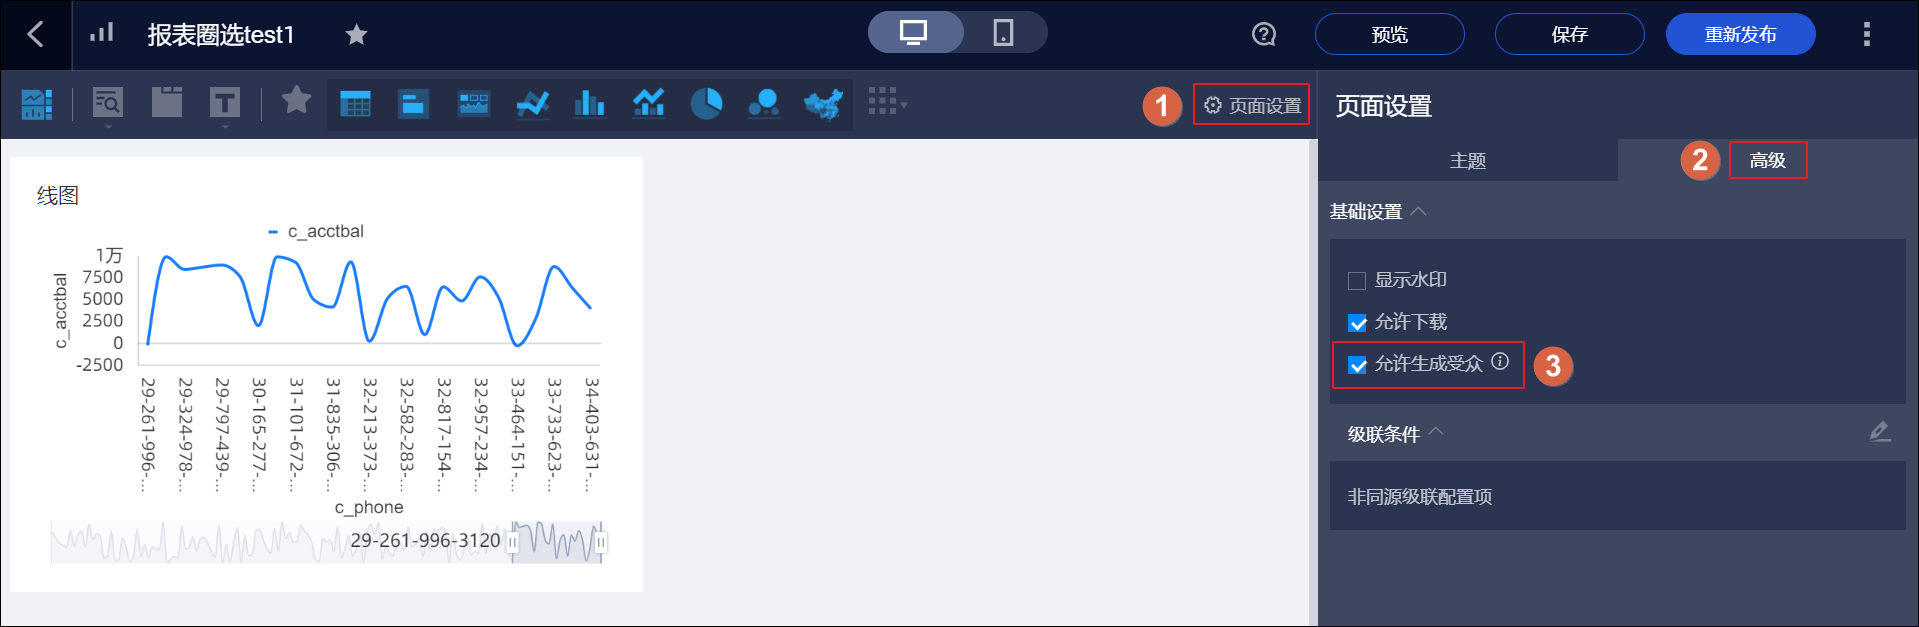 报表圈选test1
预览
保存
重新发布
T
1
页面设置
页面设置
主题
2
高级
基础设置
显示水印
允许下载
允许生成受众
3
级联条件
非同源级联配置项
线图
c_acctbal
c_acctbal
1万
7500
5000
2500
0
-2500
29-261-996-...
29-324-978-...
29-797-439-...
30-165-277-...
31-101-672-...
31-835-306-...
32-213-373-...
32-582-283-...
32-817-154-...
32-957-234-...
33-464-151-...
33-733-623-...
34-403-631-...
c_phone
29-261-996-3120